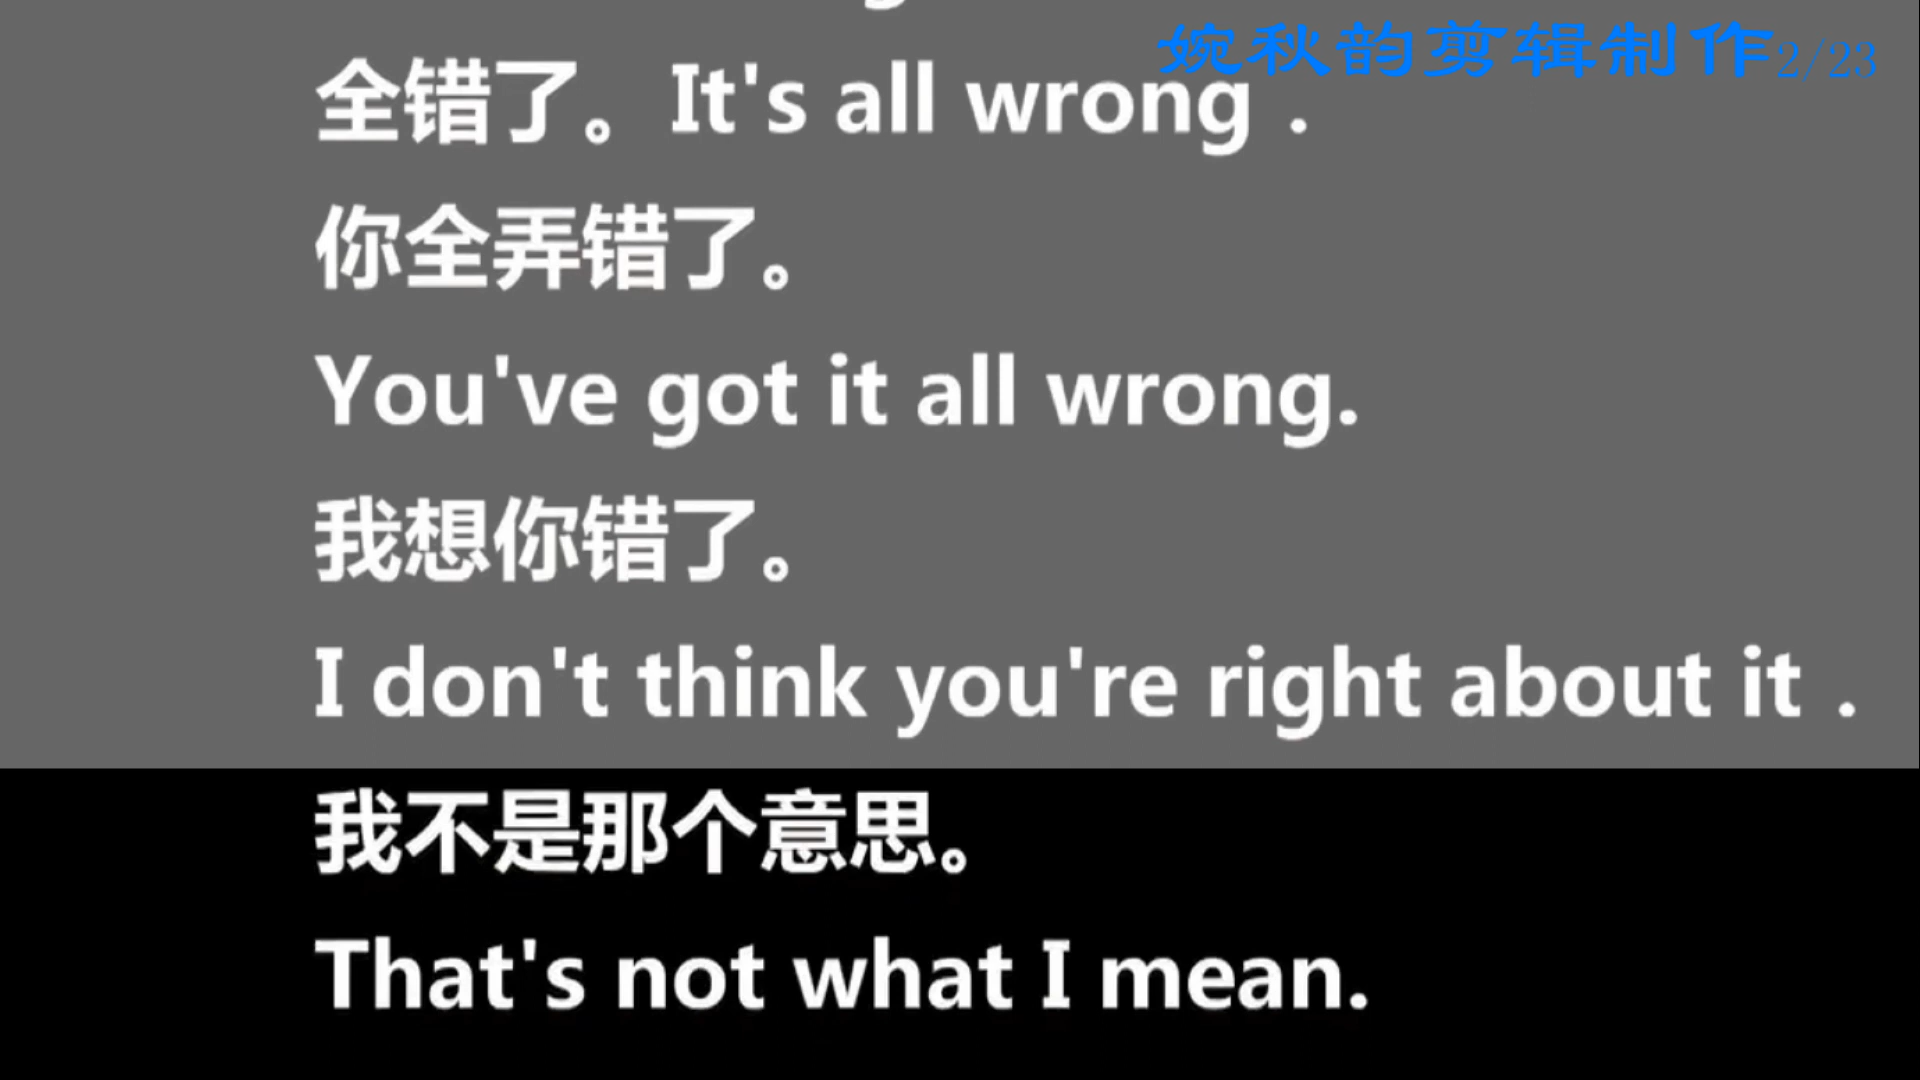 婉秋韵剪辑制作2/23
全错了。It's all wrong .
你全弄错了。
You've got it all wrong.
我想你错了。
I don't think you're right about it .
我不是那个意思。
That's not what I mean.